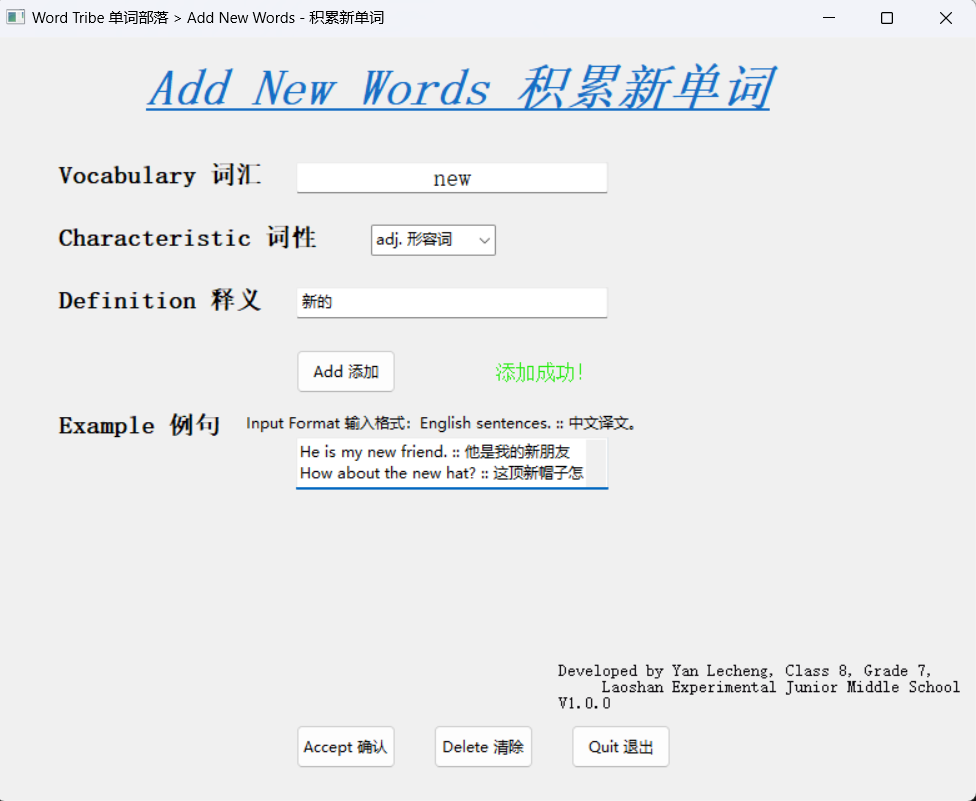 Word Tribe 单词部落 > Add New Words - 积累新单词
Add New Words 积累新单词
Vocabulary 词汇
new
Characteristic 词性
adj. 形容词
Definition 释义
新的
Add 添加
添加成功!
Example 例句
Input Format 输入格式：English sentences. :: 中文译文。
He is my new friend. :: 他是我的新朋友
How about the new hat? :: 这顶新帽子怎
Developed by Yan Lecheng, Class 8, Grade 7,
Laoshan Experimental Junior Middle School
V1.0.0
Accept 确认
Delete 清除
Quit 退出